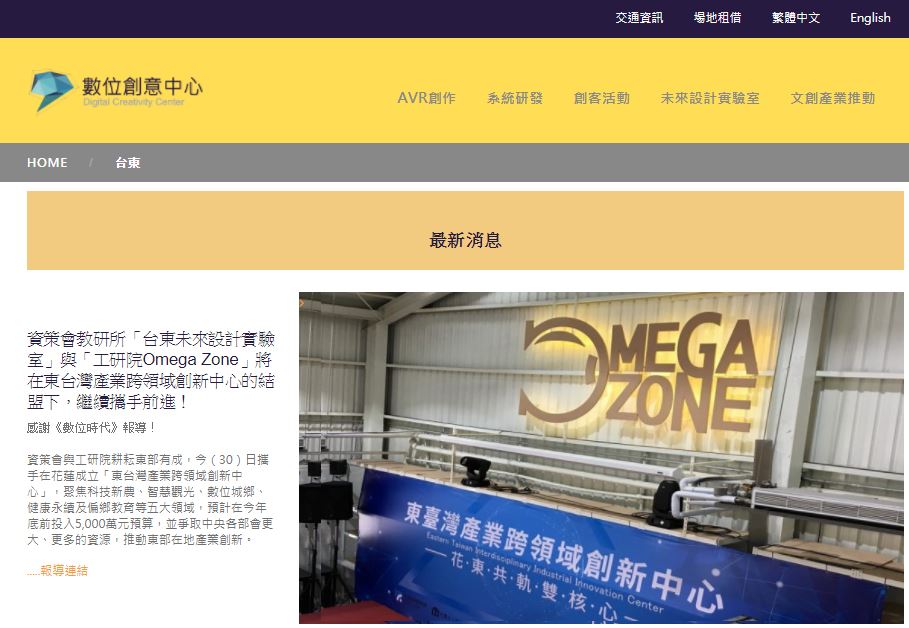 交通資訊 場地租借 繁體中文 English
數位創意中心
Digital Creativity Center
AVR創作 系統研發 創客活動 未來設計實驗室 文創產業推動
HOME / 台東
最新消息
資策會教研所「台東未來設計實驗
室」與「工研院Omega Zone」將
在東台灣產業跨領域創新中心的結
盟下，繼續攜手前進！
感謝《數位時代》報導！
資策會與工研院耕耘東部有成，今（30）日攜
手在花蓮成立「東台灣產業跨領域創新中
心」，聚焦科技新農、智慧觀光、數位城鄉、
健康永續及偏鄉教育等五大領域，預計在今年
底前投入5,000萬元預算，並爭取中央各部會更
大、更多的資源，推動東部在地產業創新。
.....報導連結
OMEGA
ZONE
東臺灣產業跨領域創新中心
Eastern Taiwan Interdisciplinary Industrial Innovation Center
花·東·共·軌·雙·核·心